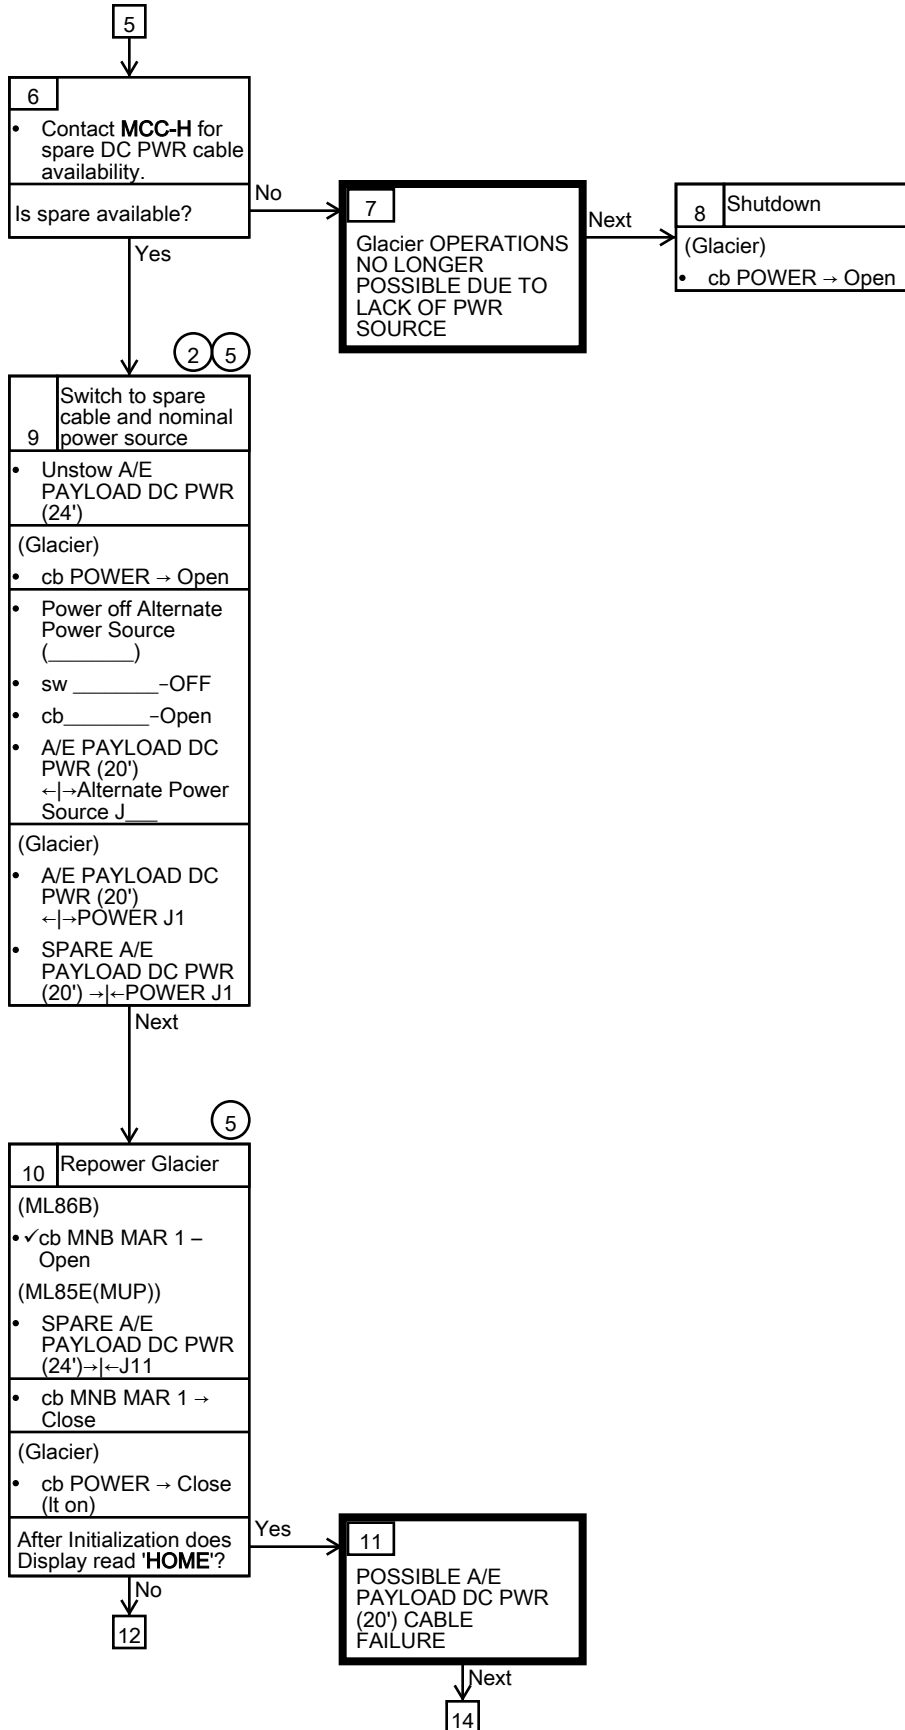 5
6
• Contact MCC-H for
spare DC PWR cable
availability.
Is spare available?
No
Yes
7
Glacier OPERATIONS
NO LONGER
POSSIBLE DUE TO
LACK OF PWR
SOURCE
Next
8 Shutdown
(Glacier)
• cb POWER → Open
2 5
9 Switch to spare
cable and nominal
power source
• Unstow A/E
PAYLOAD DC PWR
(24')
(Glacier)
• cb POWER → Open
• Power off Alternate
Power Source
(________)
• sw ________–OFF
• cb________–Open
• A/E PAYLOAD DC
PWR (20')
←|→Alternate Power
Source J___
(Glacier)
• A/E PAYLOAD DC
PWR (20')
←|→POWER J1
• SPARE A/E
PAYLOAD DC PWR
(20') →|←POWER J1
Next
5
10 Repower Glacier
(ML86B)
• ✓cb MNB MAR 1 –
Open
(ML85E(MUP))
• SPARE A/E
PAYLOAD DC PWR
(24')→|←J11
• cb MNB MAR 1 →
Close
(Glacier)
• cb POWER → Close
(lt on)
After Initialization does
Display read 'HOME'?
Yes
No
12
11
POSSIBLE A/E
PAYLOAD DC PWR
(20') CABLE
FAILURE
Next
14